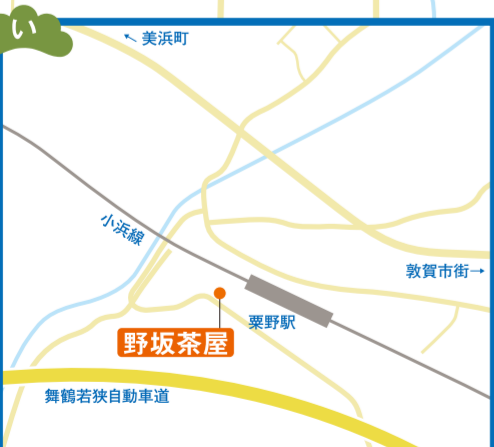 い
← 美浜町
小浜線
敦賀市街→
粟野駅
野坂茶屋
舞鶴若狭自動車道